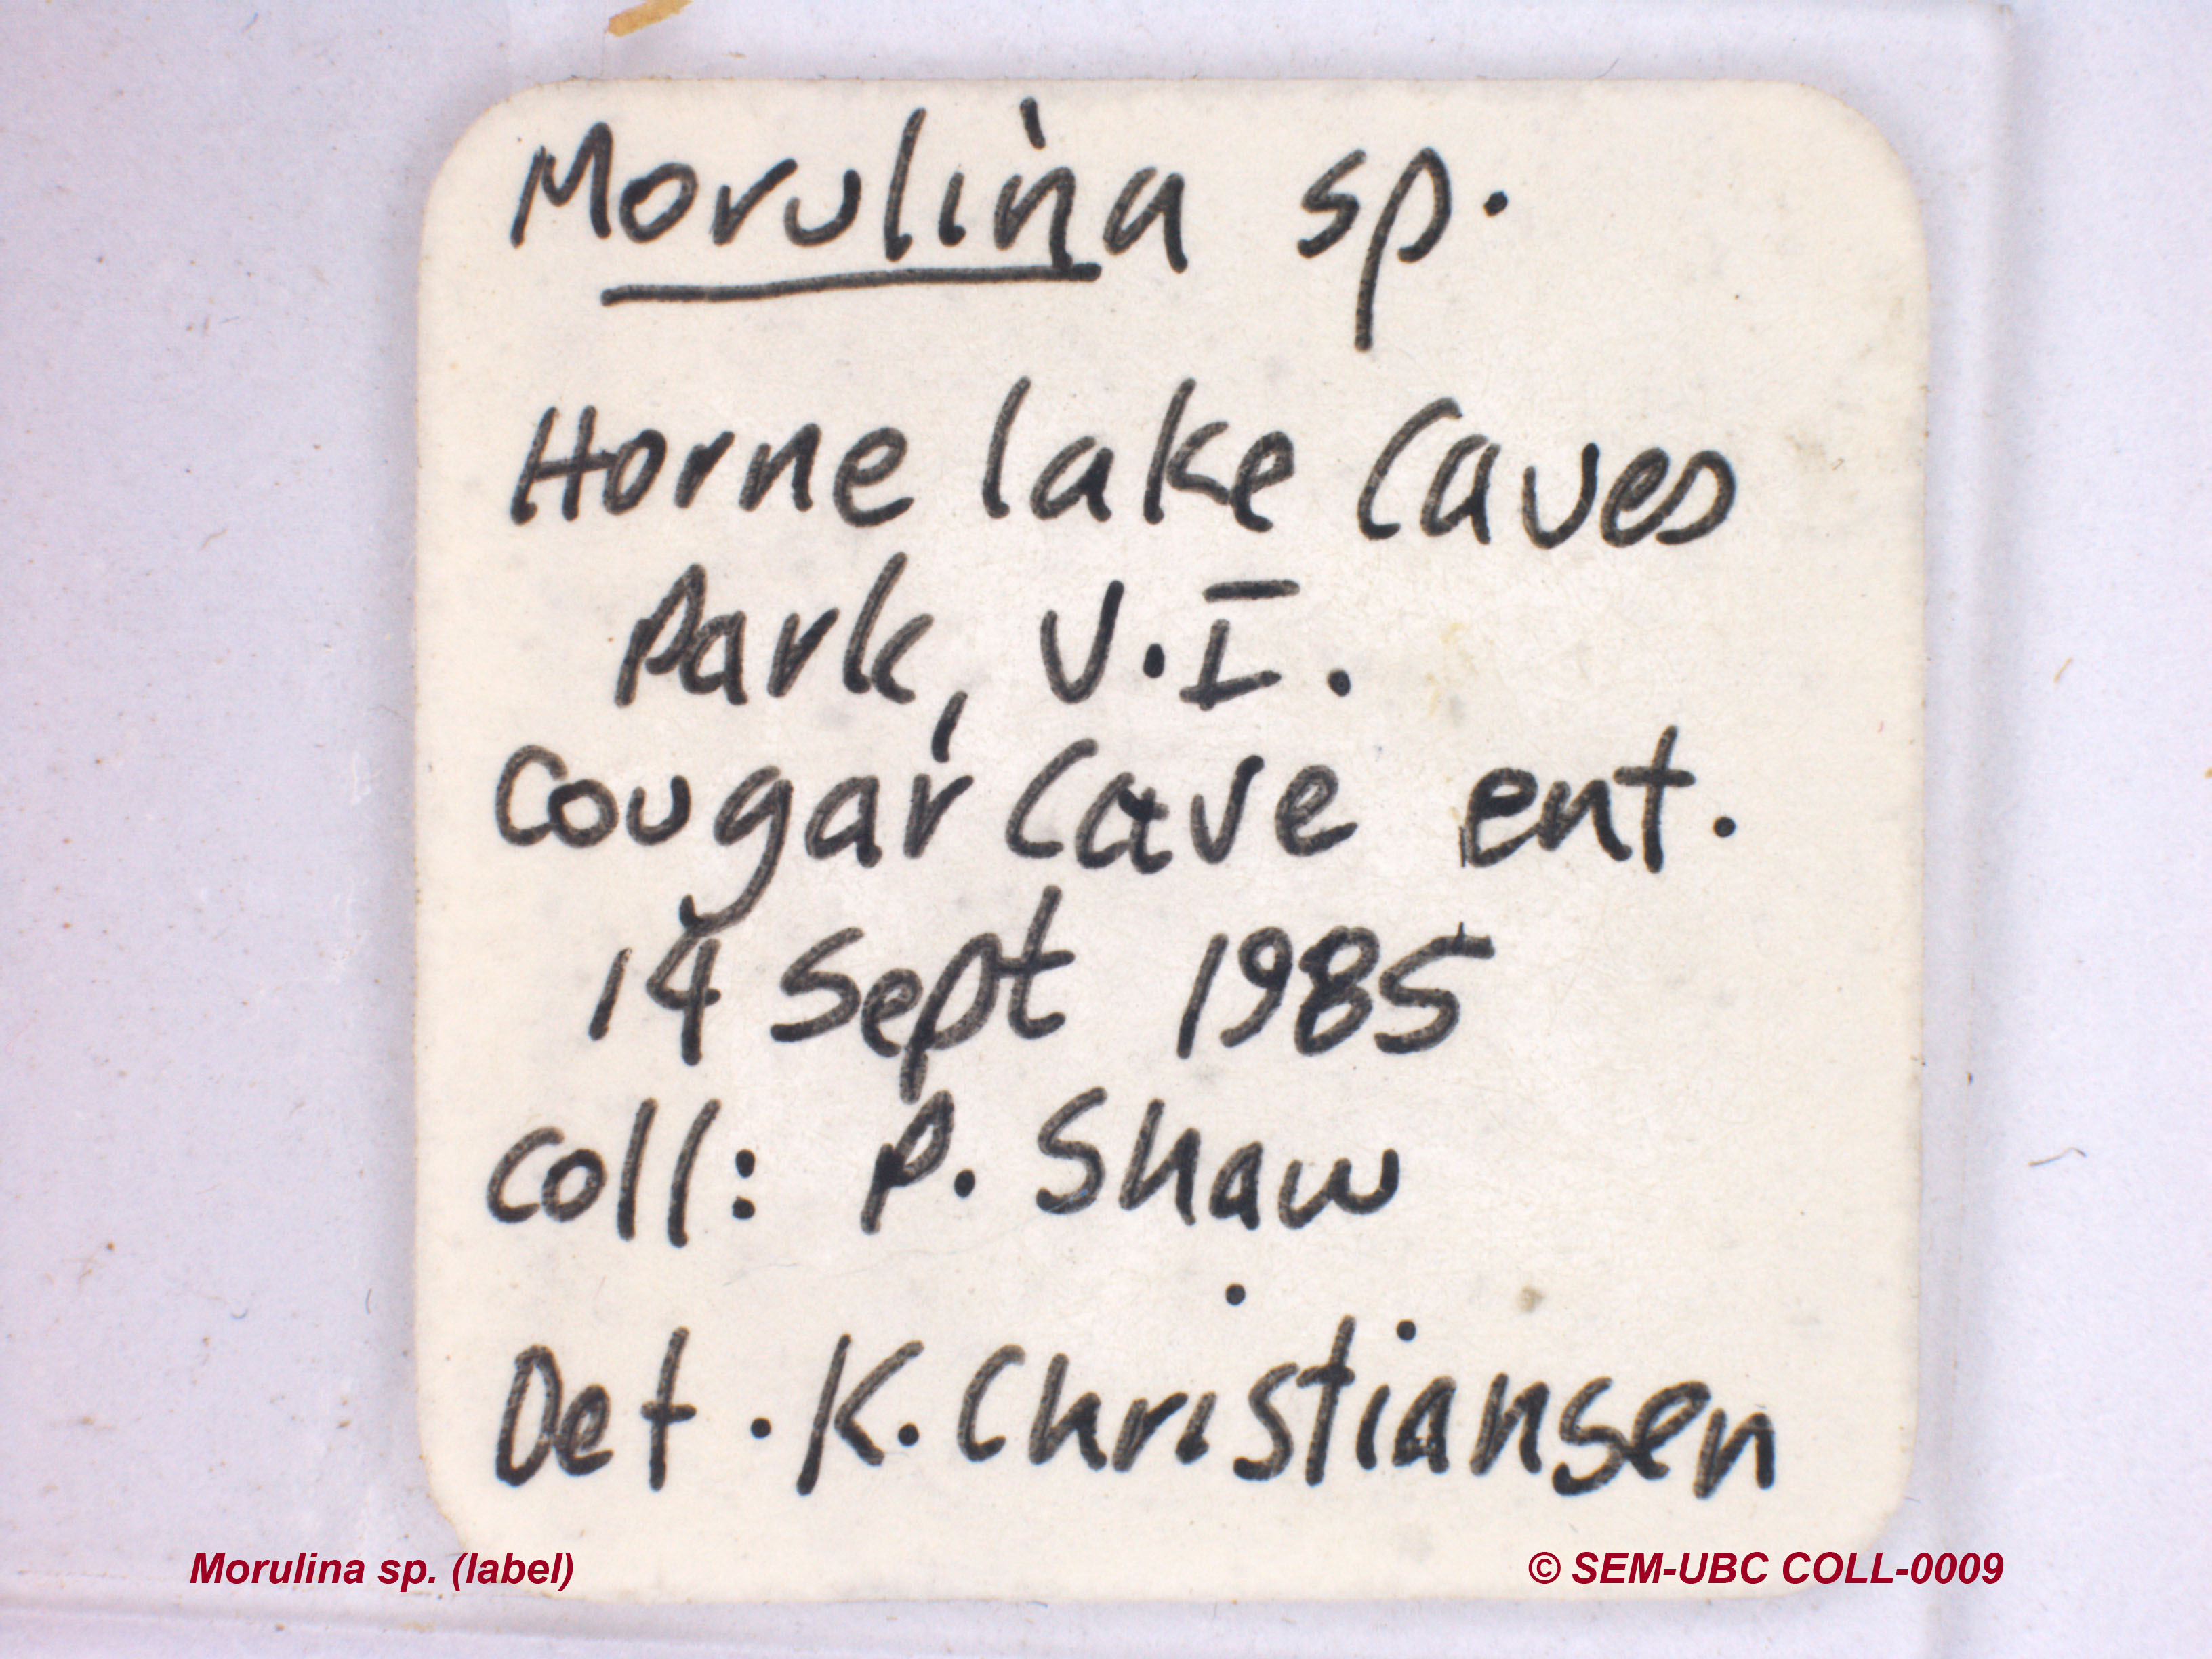 Morulina sp.
Horne lake Caves
Park, V.I.
Cougar Cave ent.
14 Sept 1985
coll: P. Shaw
Det. K. Christiansen
Morulina sp. (label)
© SEM-UBC COLL-0009